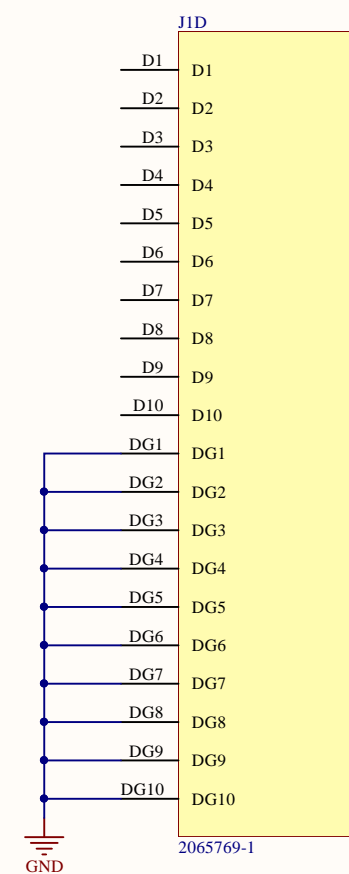 J1D
D1 D1
D2 D2
D3 D3
D4 D4
D5 D5
D6 D6
D7 D7
D8 D8
D9 D9
D10 D10
DG1 DG1
DG2 DG2
DG3 DG3
DG4 DG4
DG5 DG5
DG6 DG6
DG7 DG7
DG8 DG8
DG9 DG9
DG10 DG10
2065769-1
GND